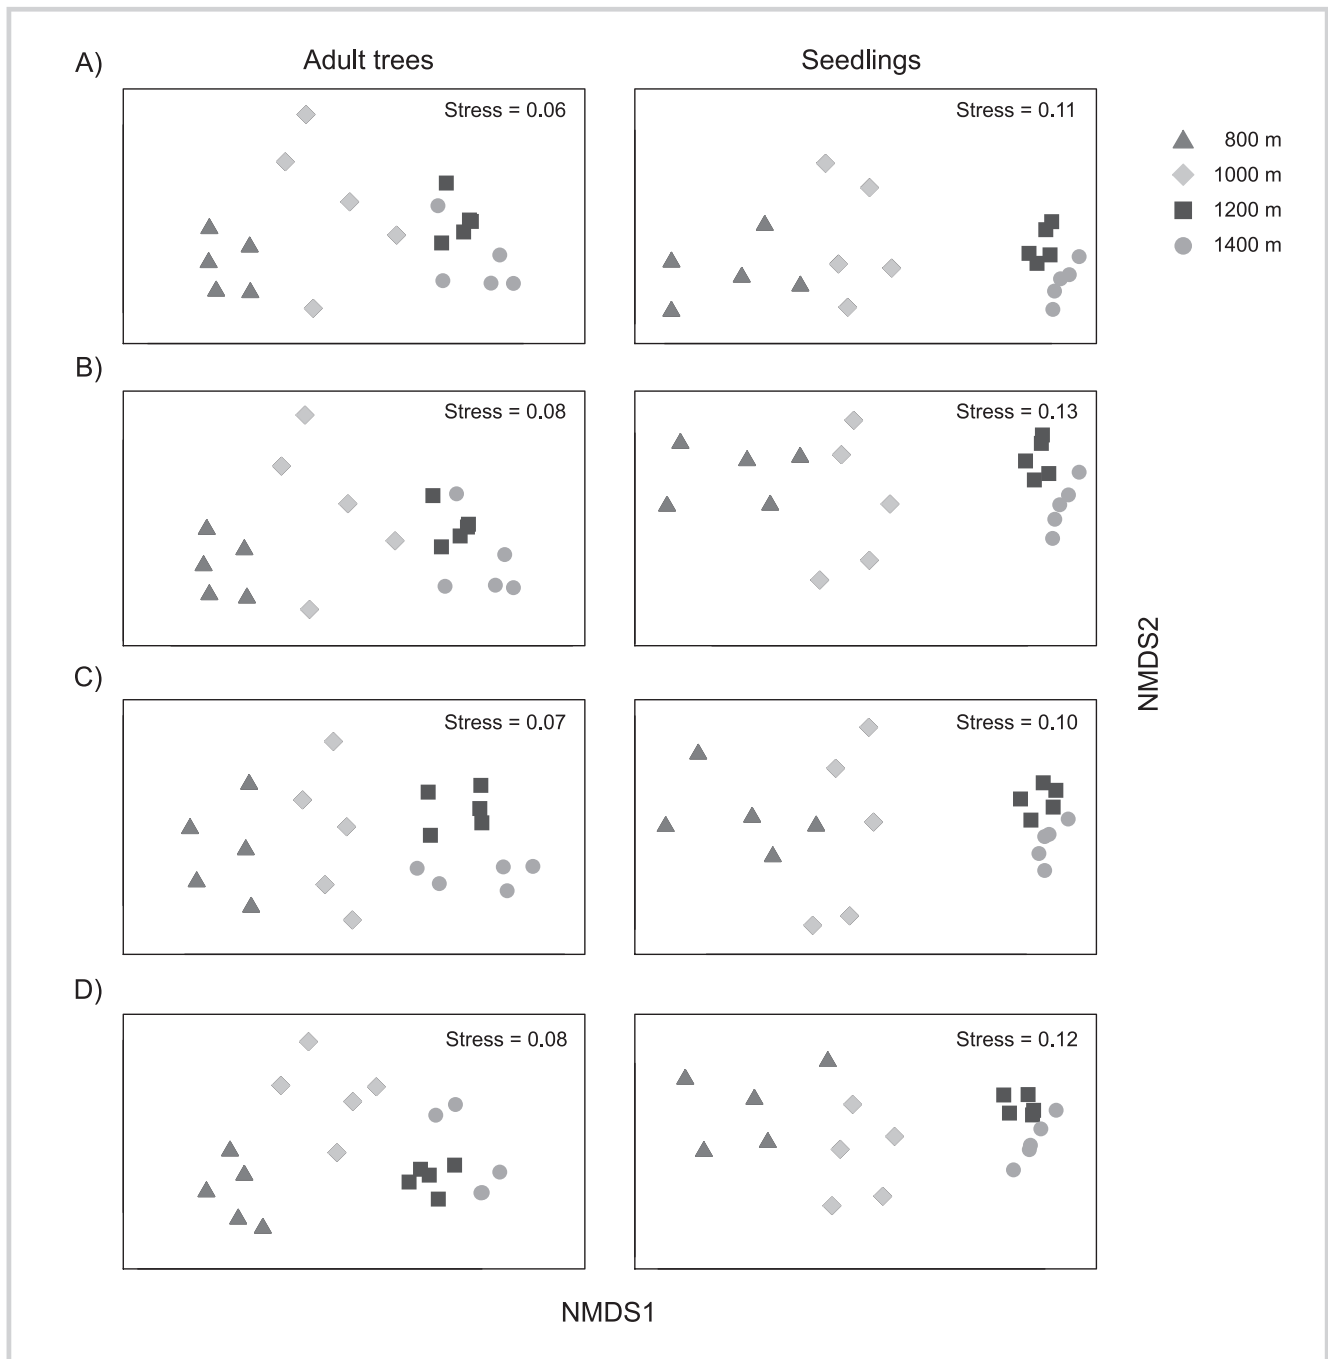 A)
Adult trees
Seedlings
Stress = 0.06
Stress = 0.11
800 m
1000 m
1200 m
1400 m
B)
Stress = 0.08
Stress = 0.13
C)
Stress = 0.07
Stress = 0.10
D)
Stress = 0.08
Stress = 0.12
NMDS2
NMDS1